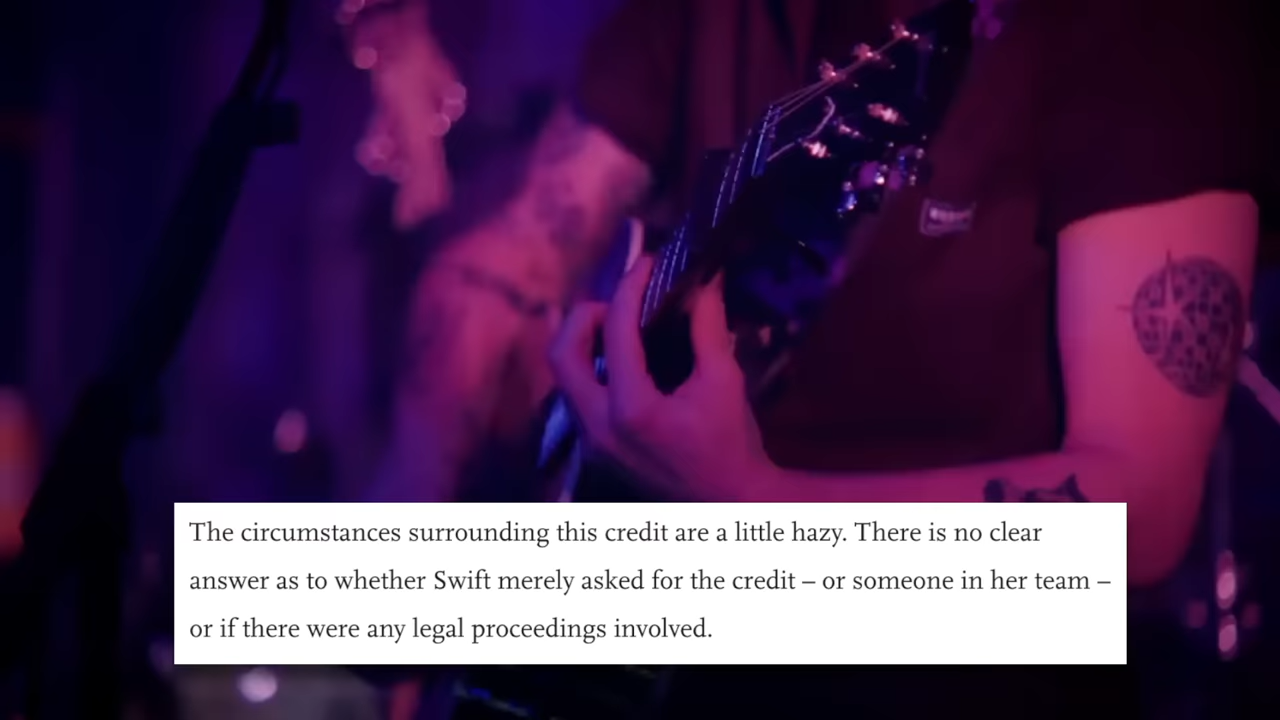 The circumstances surrounding this credit are a little hazy. There is no clear
answer as to whether Swift merely asked for the credit – or someone in her team –
or if there were any legal proceedings involved.